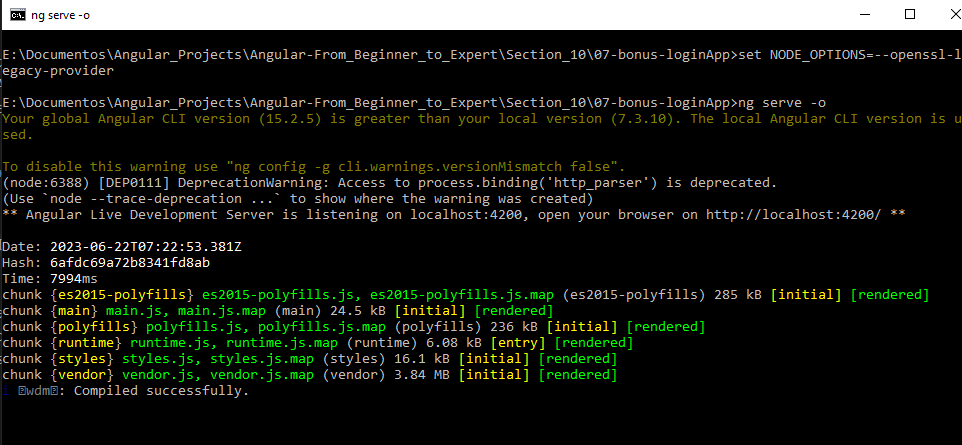 ng serve -o
E:\Documentos\Angular_Projects\Angular-From_Beginner_to_Expert\Section_10\07-bonus-loginApp>set NODE_OPTIONS=--openssl-l
egacy-provider
E:\Documentos\Angular_Projects\Angular-From_Beginner_to_Expert\Section_10\07-bonus-loginApp>ng serve -o
Your global Angular CLI version (15.2.5) is greater than your local version (7.3.10). The local Angular CLI version is u
sed.
To disable this warning use "ng config -g cli.warnings.versionMismatch false".
(node:6388) [DEP0111] DeprecationWarning: Access to process.binding('http_parser') is deprecated.
(Use `node --trace-deprecation ...` to show where the warning was created)
** Angular Live Development Server is listening on localhost:4200, open your browser on http://localhost:4200/ **
Date: 2023-06-22T07:22:53.381Z
Hash: 6afdc69a72b8341fd8ab
Time: 7994ms
chunk {es2015-polyfills} es2015-polyfills.js, es2015-polyfills.js.map (es2015-polyfills) 285 kB [initial] [rendered]
chunk {main} main.js, main.js.map (main) 24.5 kB [initial] [rendered]
chunk {polyfills} polyfills.js, polyfills.js.map (polyfills) 236 kB [initial] [rendered]
chunk {runtime} runtime.js, runtime.js.map (runtime) 6.08 kB [entry] [rendered]
chunk {styles} styles.js, styles.js.map (styles) 16.1 kB [initial] [rendered]
chunk {vendor} vendor.js, vendor.js.map (vendor) 3.84 MB [initial] [rendered]
wdm: Compiled successfully.